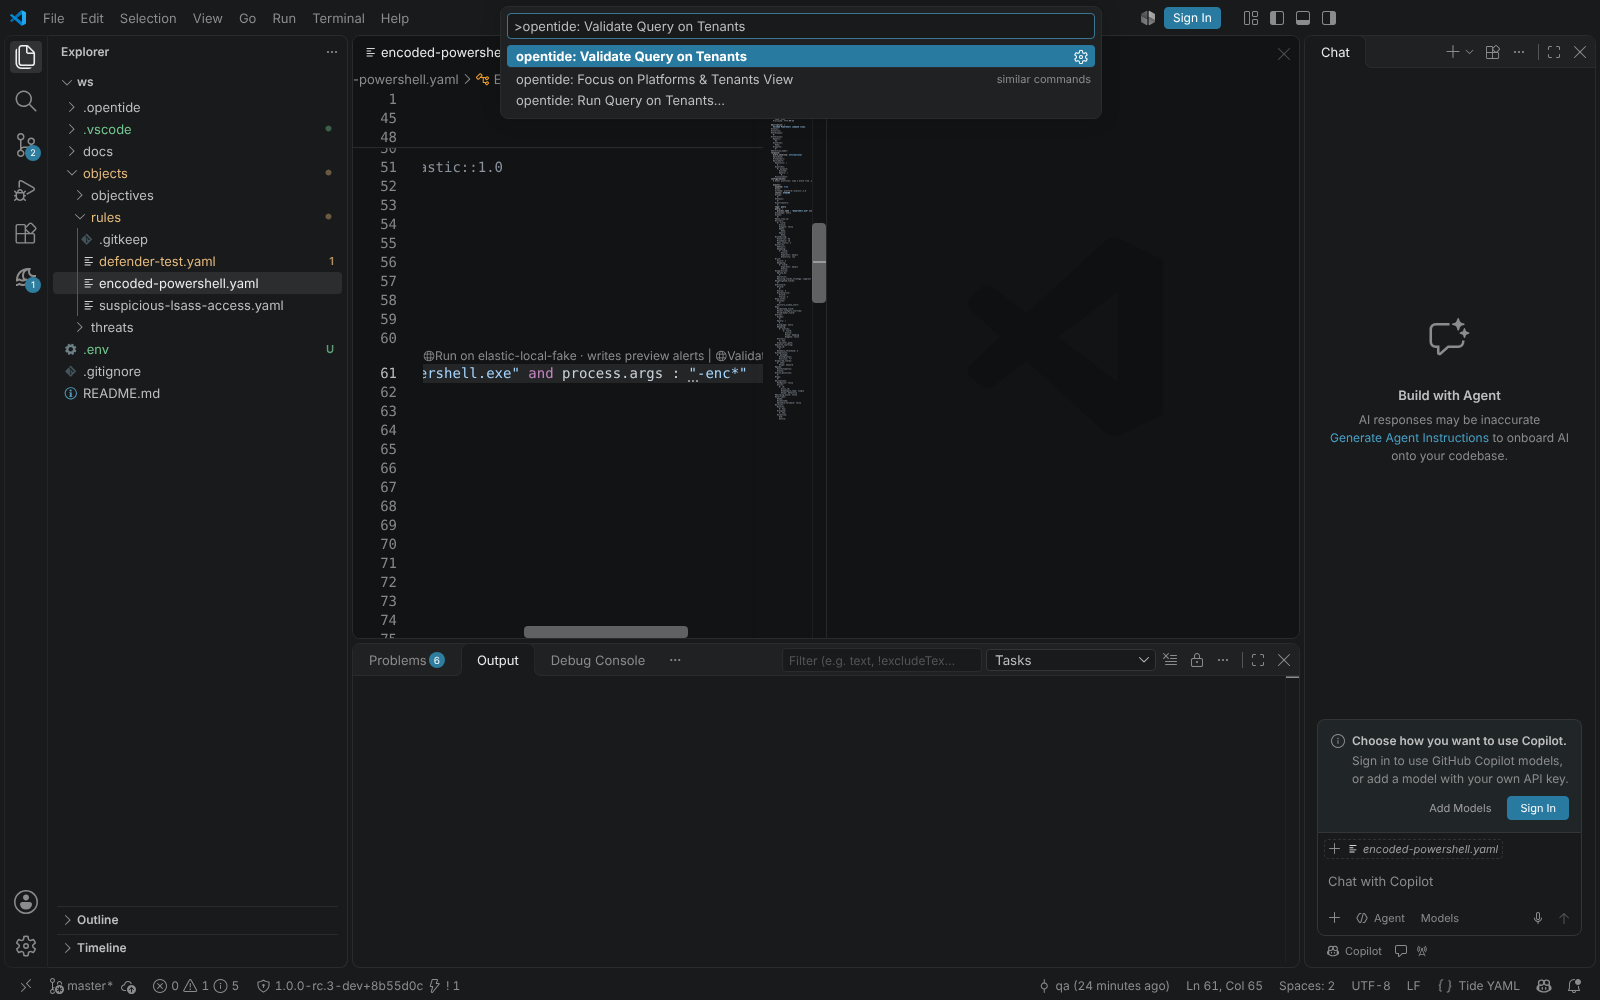 File Edit Selection View Go Run Terminal Help
>opentide: Validate Query on Tenants
Sign In
opentide: Validate Query on Tenants
opentide: Focus on Platforms & Tenants View
similar commands
opentide: Run Query on Tenants...
Explorer
ws
.opentide
.vscode
docs
objects
objectives
rules
.gitkeep
defender-test.yaml 1
encoded-powershell.yaml
suspicious-lsass-access.yaml
threats
.env U
.gitignore
README.md
Outline
Timeline
2
1
encoded-powershe
-powershell.yaml
1
45
48
50
51 astic::1.0
52
53
54
55
56
57
58
59
60
Run on elastic-local-fake · writes preview alerts | Validat
61 ershell.exe" and process.args : "-enc*"
62
63
64
65
66
67
68
69
70
71
72
73
74
75
Problems 6 Output Debug Console
Filter (e.g. text, !excludeTex...
Tasks
Chat
Build with Agent
AI responses may be inaccurate
Generate Agent Instructions to onboard AI
onto your codebase.
Choose how you want to use Copilot.
Sign in to use GitHub Copilot models,
or add a model with your own API key.
Add Models Sign In
encoded-powershell.yaml
Chat with Copilot
Agent Models
Copilot
master* 0 1 5 1.0.0-rc.3-dev+8b55d0c ! 1
qa (24 minutes ago) Ln 61, Col 65 Spaces: 2 UTF-8 LF { } Tide YAML